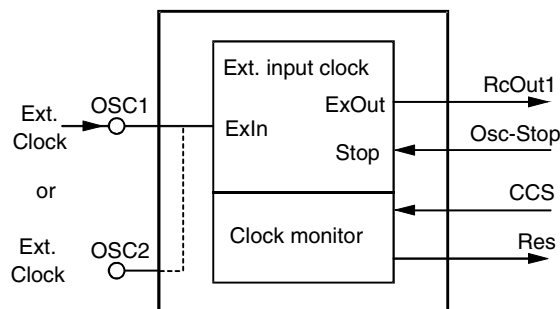 Ext. input clock
RcOut1
OSC1
ExOut
Ext.
Clock
ExIn
Osc-Stop
Stop
or
CCS
Clock monitor
Res
OSC2
Ext.
Clock